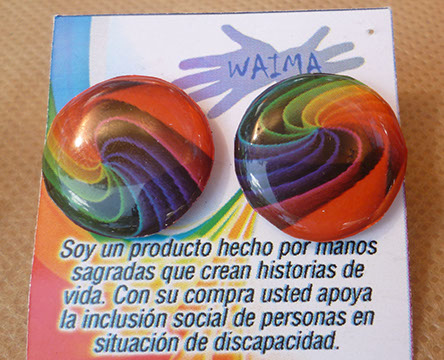 WAIMA
Soy un producto hecho por manos
sagradas que crean historias de
vida. Con su compra usted apoya
la inclusión social de personas en
situación de discapacidad.